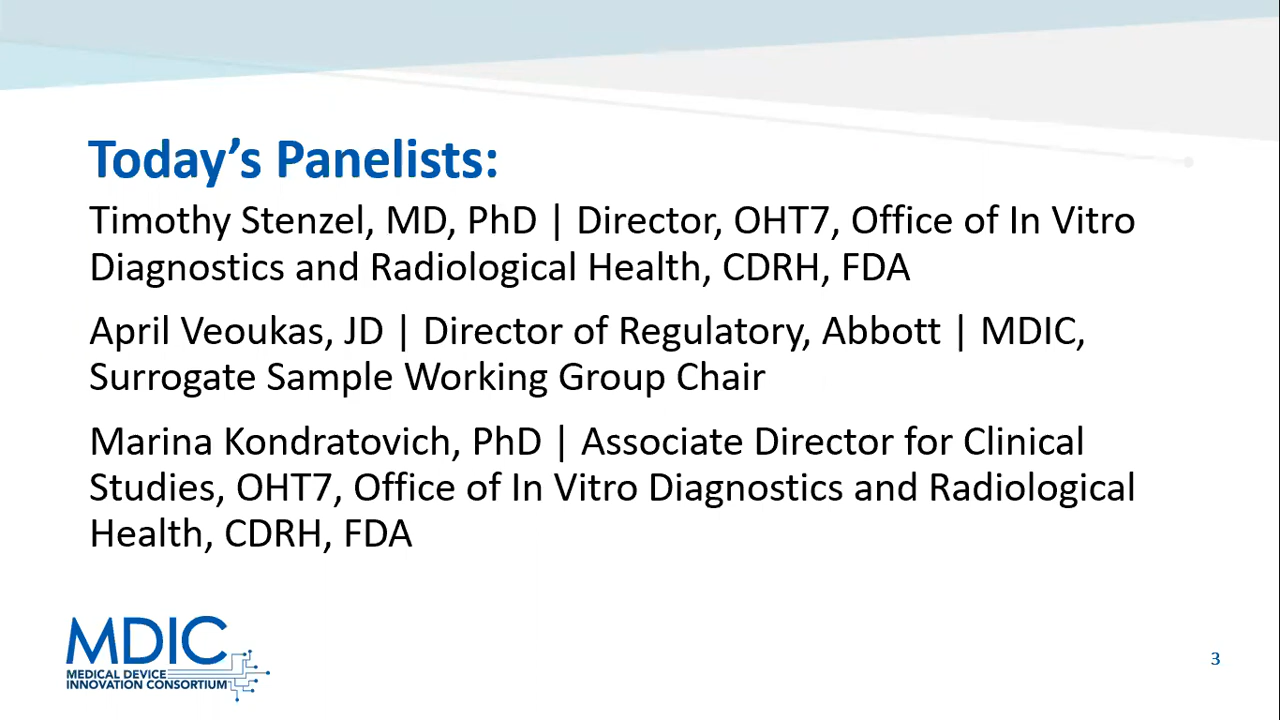 Today’s Panelists:
Timothy Stenzel, MD, PhD | Director, OHT7, Office of In Vitro
Diagnostics and Radiological Health, CDRH, FDA
April Veoukas, JD | Director of Regulatory, Abbott | MDIC,
Surrogate Sample Working Group Chair
Marina Kondratovich, PhD | Associate Director for Clinical
Studies, OHT7, Office of In Vitro Diagnostics and Radiological
Health, CDRH, FDA
MDIC
MEDICAL DEVICE
INNOVATION CONSORTIUM
3